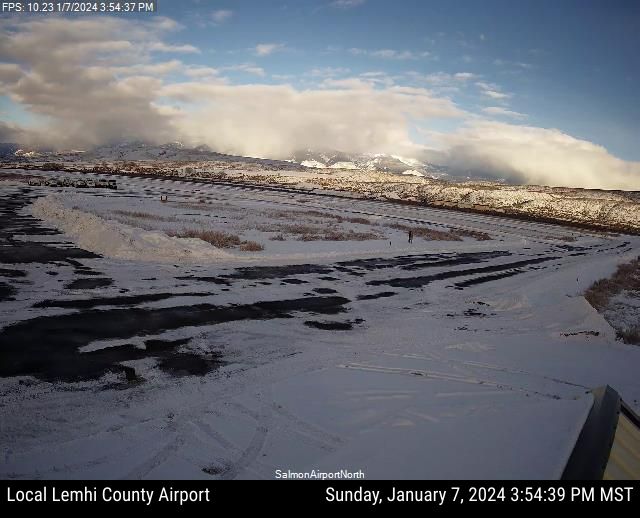 FPS: 10.23 1/7/2024 3:54:37 PM
SalmonAirportNorth
Local Lemhi County Airport Sunday, January 7, 2024 3:54:39 PM MST